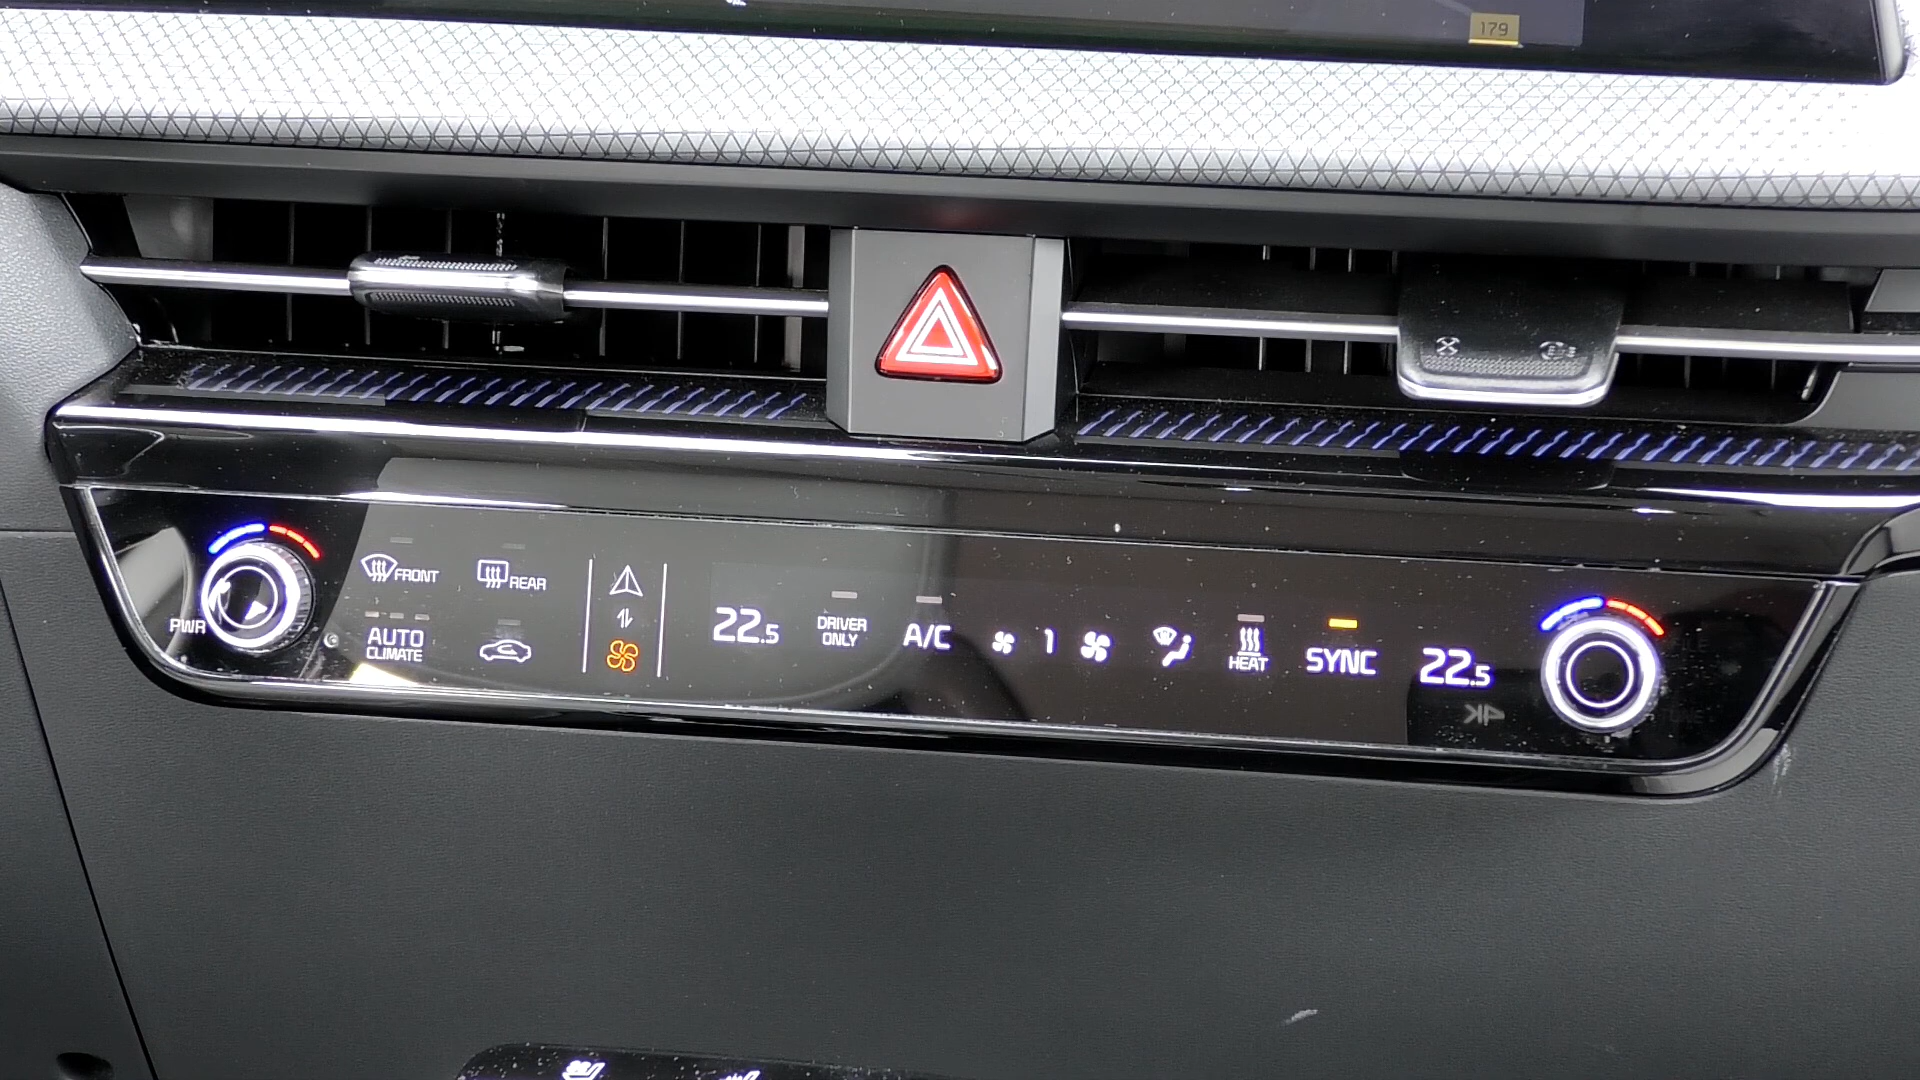 179
FRONT
REAR
PWR
AUTO
CLIMATE
22.5
DRIVER
ONLY
A/C
1
HEAT
SYNC
22.5